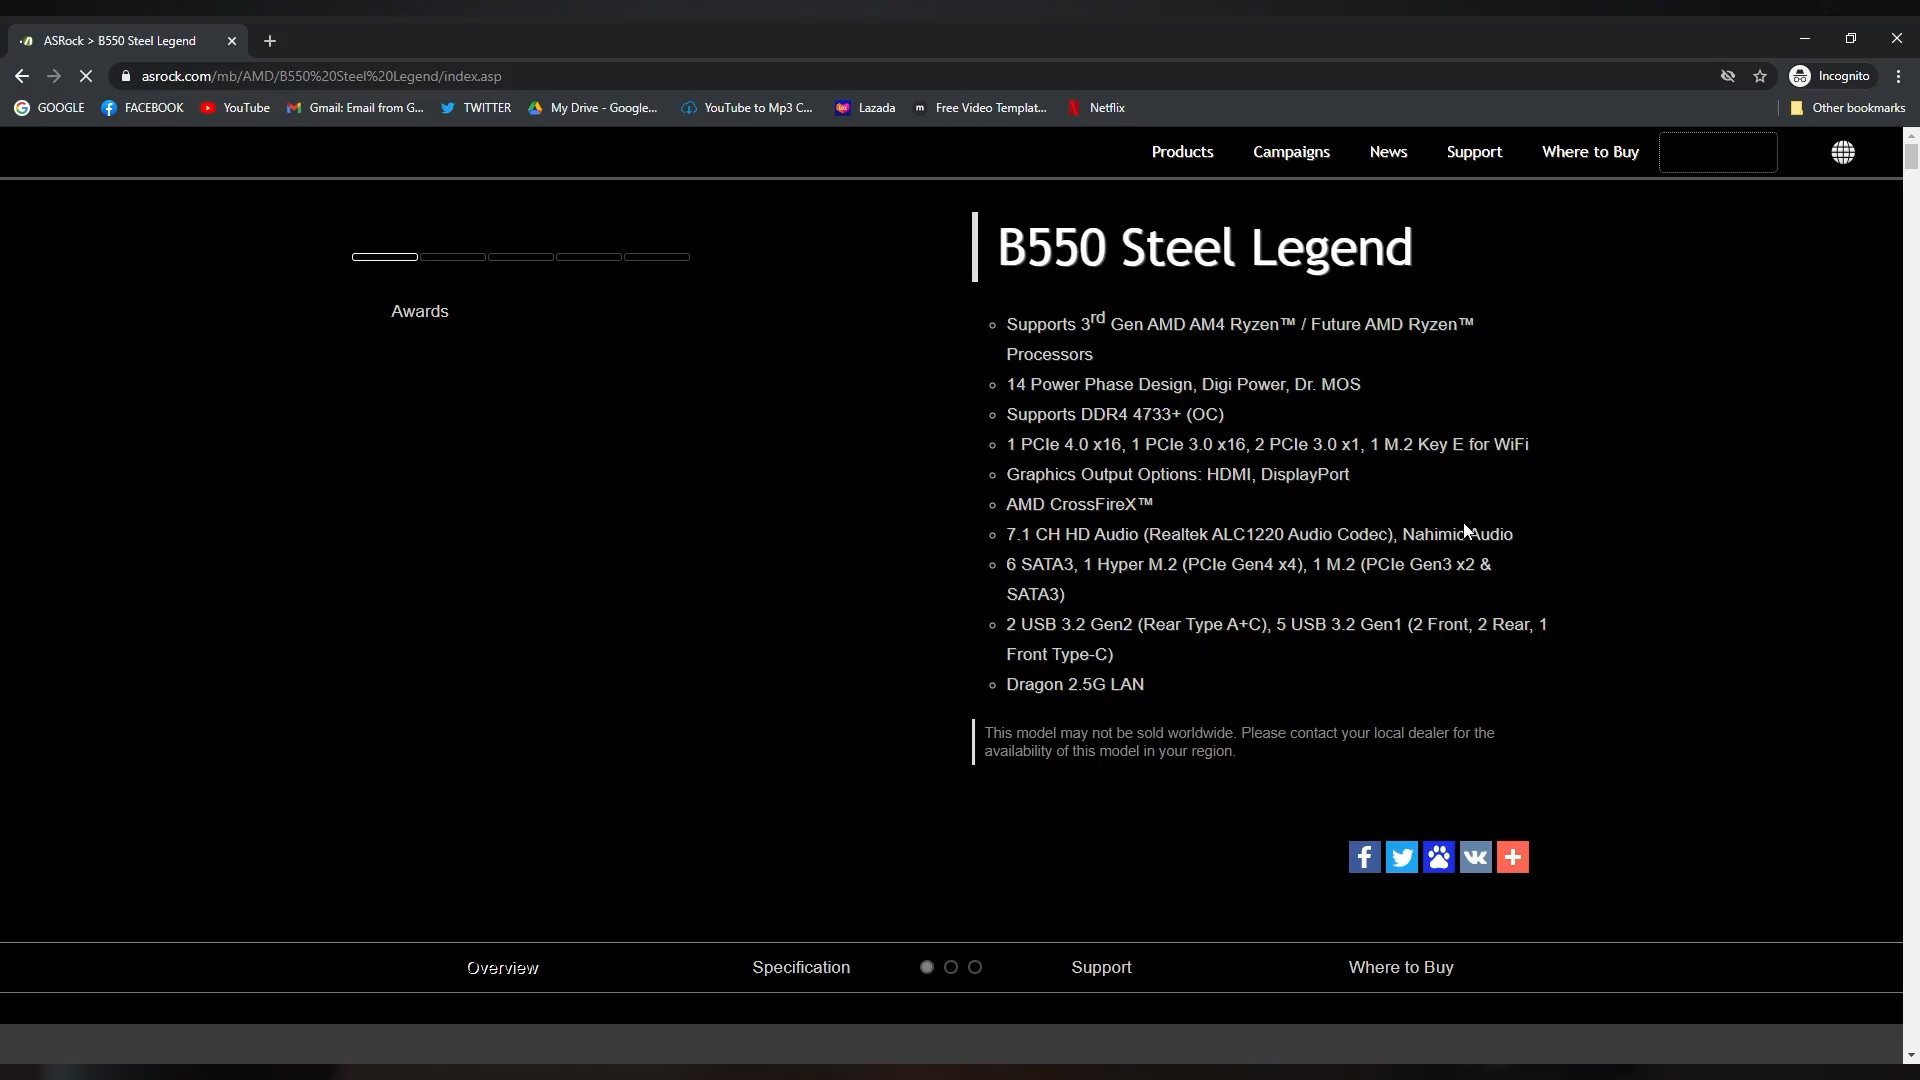 ASRock > B550 Steel Legend
asrock.com/mb/AMD/B550%20Steel%20Legend/index.asp
Incognito
GOOGLE
FACEBOOK
YouTube
Gmail: Email from G...
TWITTER
My Drive - Google...
YouTube to Mp3 C...
Lazada
m Free Video Templat...
Netflix
Other bookmarks
Products
Campaigns
News
Support
Where to Buy
B550 Steel Legend
Awards
Supports 3rd Gen AMD AM4 Ryzen™ / Future AMD Ryzen™
Processors
14 Power Phase Design, Digi Power, Dr. MOS
Supports DDR4 4733+ (OC)
1 PCIe 4.0 x16, 1 PCIe 3.0 x16, 2 PCIe 3.0 x1, 1 M.2 Key E for WiFi
Graphics Output Options: HDMI, DisplayPort
AMD CrossFireX™
7.1 CH HD Audio (Realtek ALC1220 Audio Codec), Nahimic Audio
6 SATA3, 1 Hyper M.2 (PCIe Gen4 x4), 1 M.2 (PCIe Gen3 x2 &
SATA3)
2 USB 3.2 Gen2 (Rear Type A+C), 5 USB 3.2 Gen1 (2 Front, 2 Rear, 1
Front Type-C)
Dragon 2.5G LAN
This model may not be sold worldwide. Please contact your local dealer for the
availability of this model in your region.
Overview
Specification
Support
Where to Buy